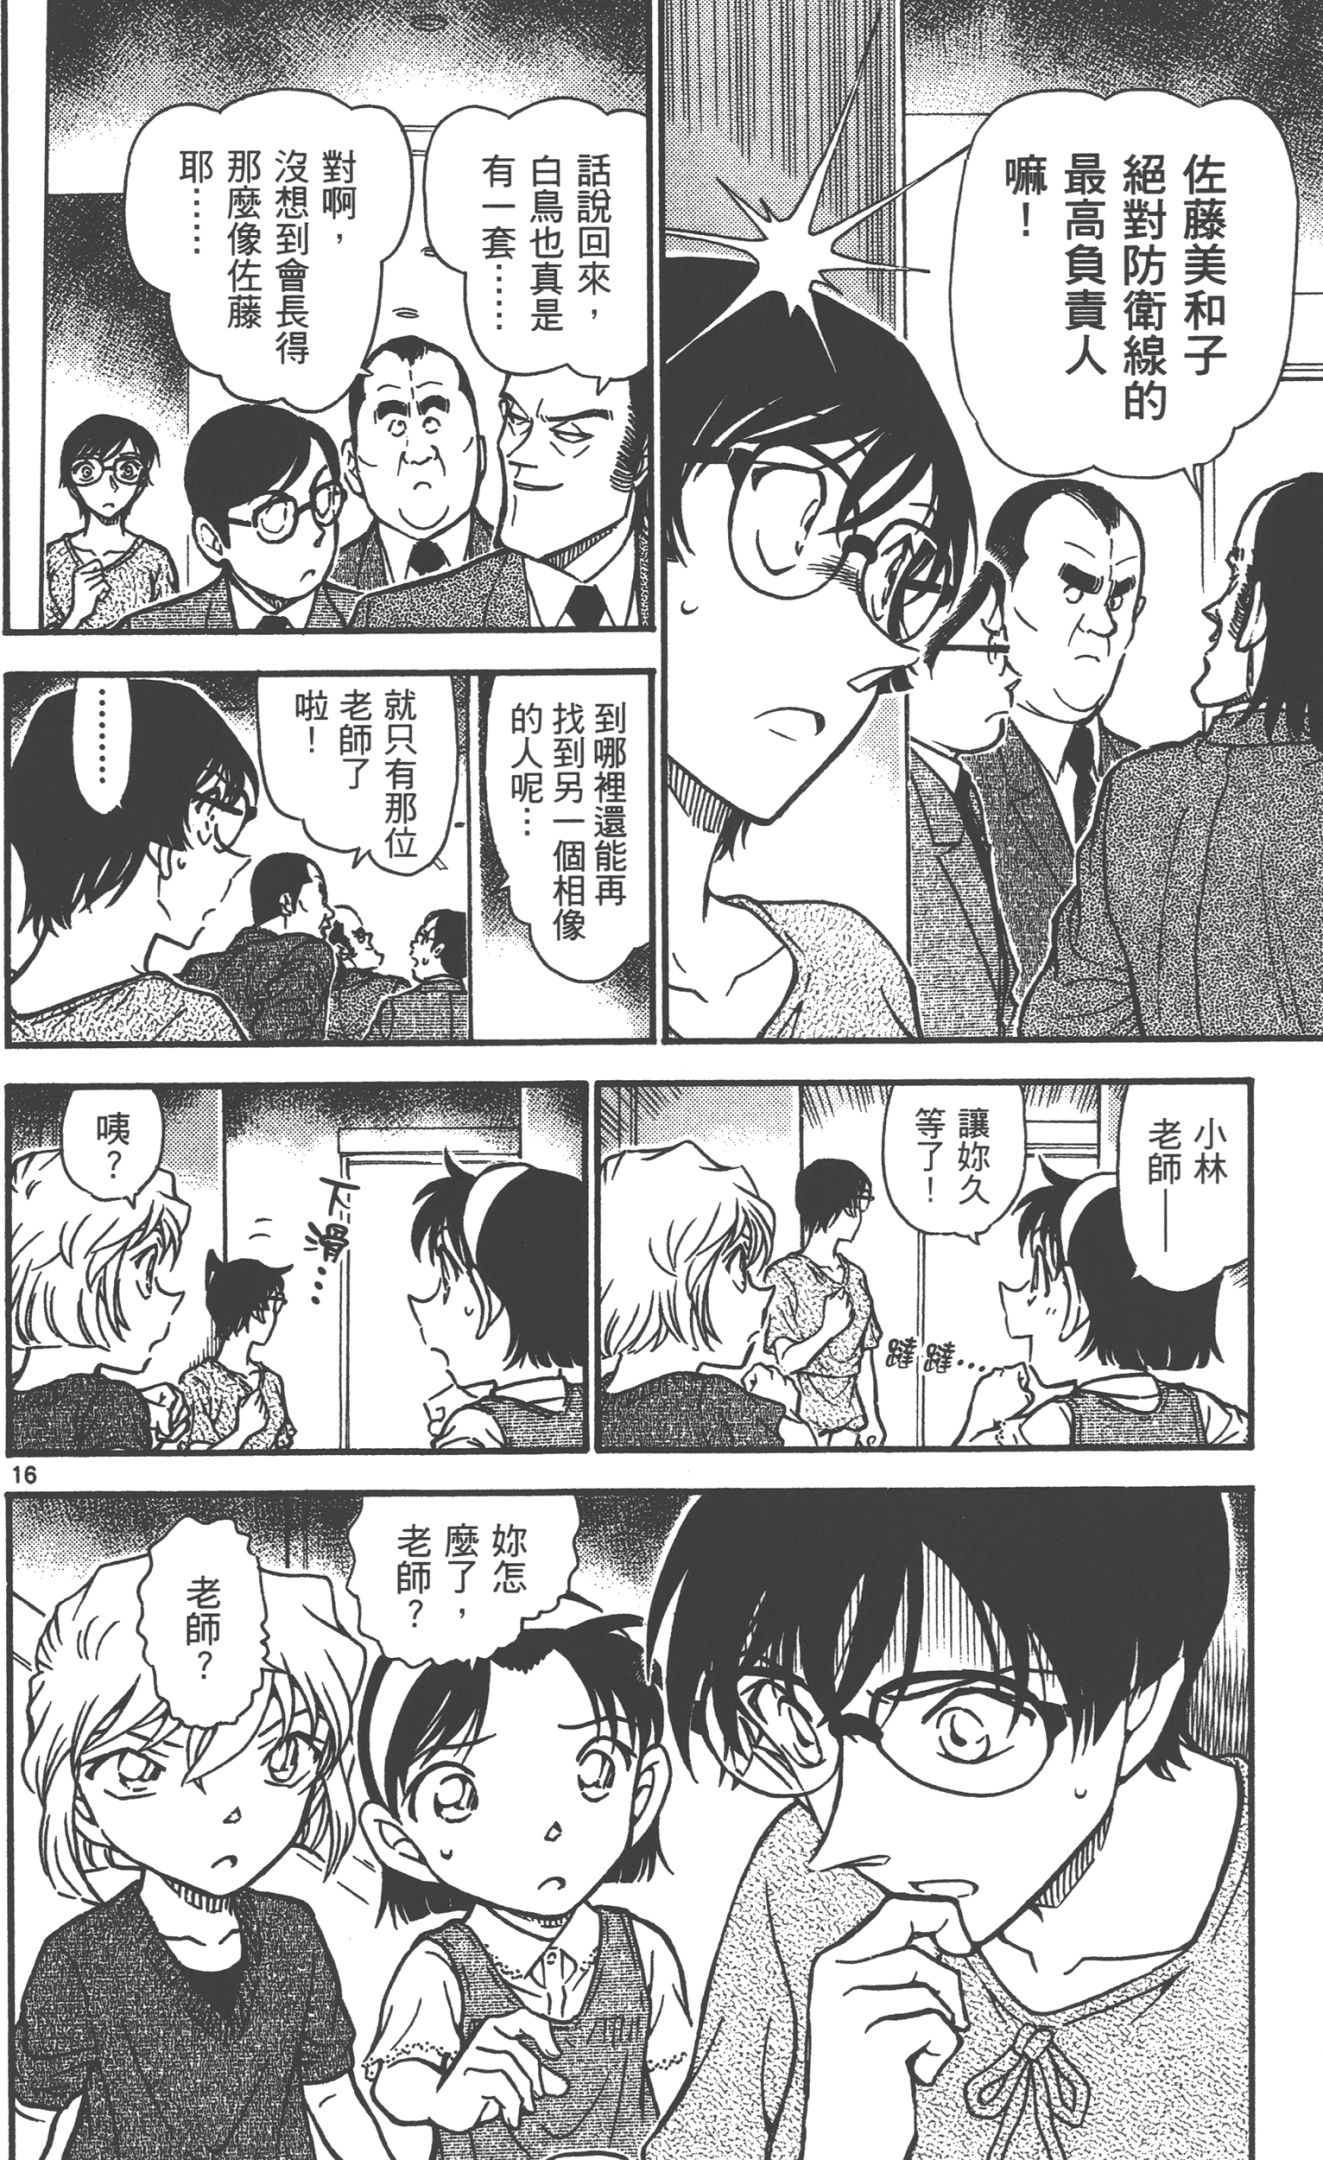 佐藤美和子
絕對防衛線的
最高負責人
嘛！
話說回來，
白鳥也真是
有一套……
對啊，
沒想到會長得
那麼像佐藤
耶……
到哪裡還能再
找到另一個相像
的人呢…
就只有那位
老師了
啦！
………
小林
老師—
讓妳久
等了！
躂躂……
下滑…
咦？
16
妳怎
麼了，
老師？
老師？